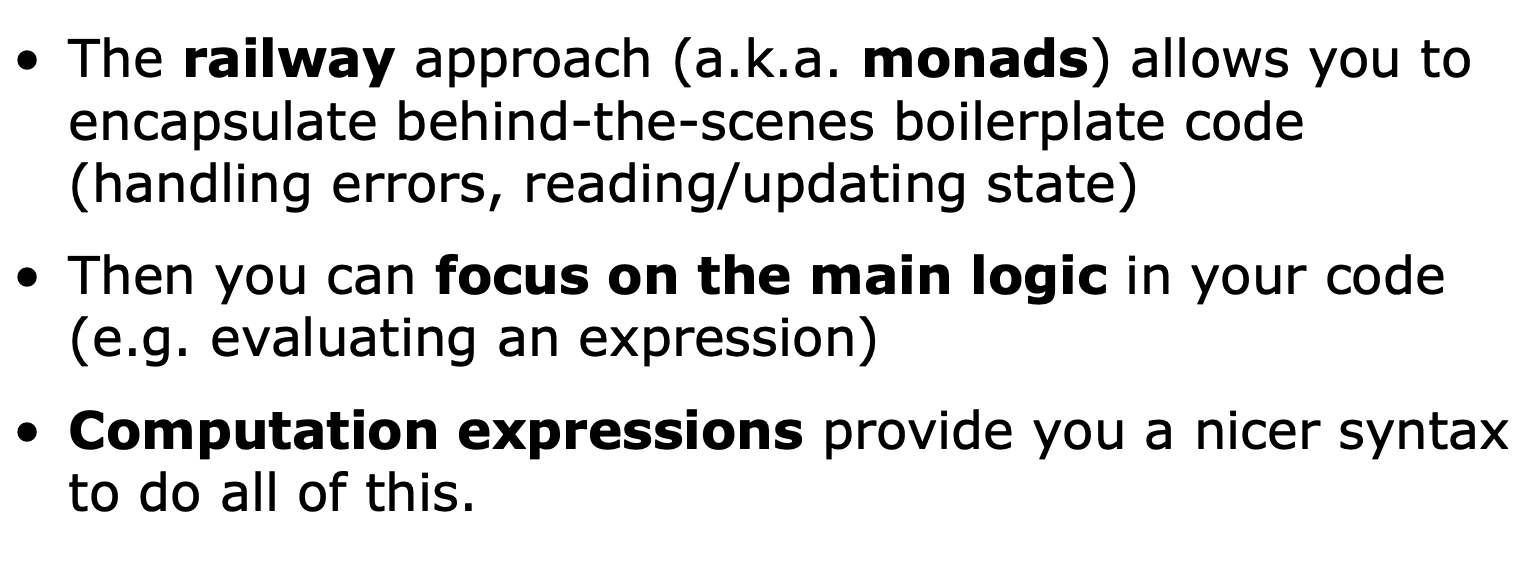 • The railway approach (a.k.a. monads) allows you to
encapsulate behind-the-scenes boilerplate code
(handling errors, reading/updating state)
• Then you can focus on the main logic in your code
(e.g. evaluating an expression)
• Computation expressions provide you a nicer syntax
to do all of this.